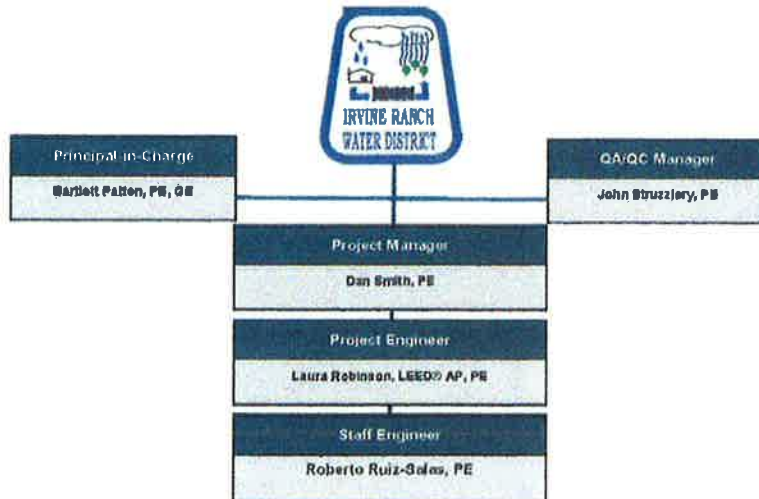 IRVINE RANCH
WATER DISTRICT
Principal-in-Charge
Bartlett Patton, PE, GE
QA/QC Manager
John Struzziery, PE
Project Manager
Dan Smith, PE
Project Engineer
Laura Robinson, LEED® AP, PE
Staff Engineer
Roberto Ruiz-Salas, PE